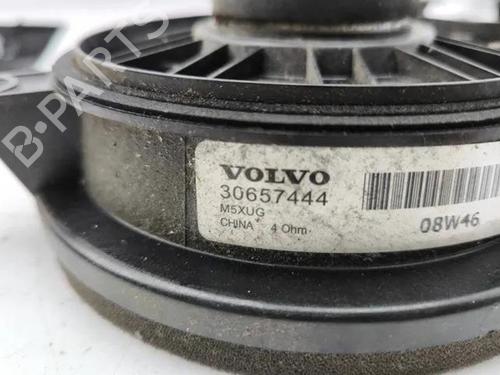 B-PARTS
VOLVO
30657444
M5XUG
CHINA 4 Ohm
08W46